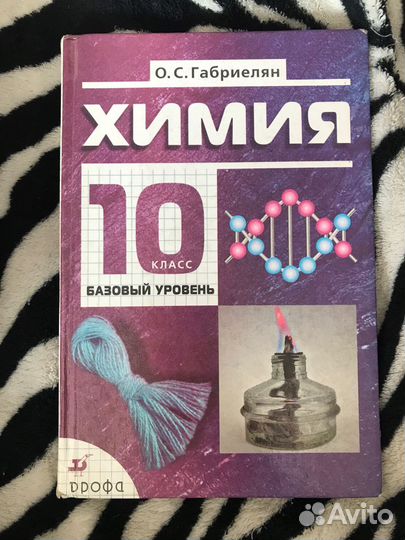 О. С. Габриелян
ХИМИЯ
10
КЛАСС
БАЗОВЫЙ УРОВЕНЬ
дрофа
Avito